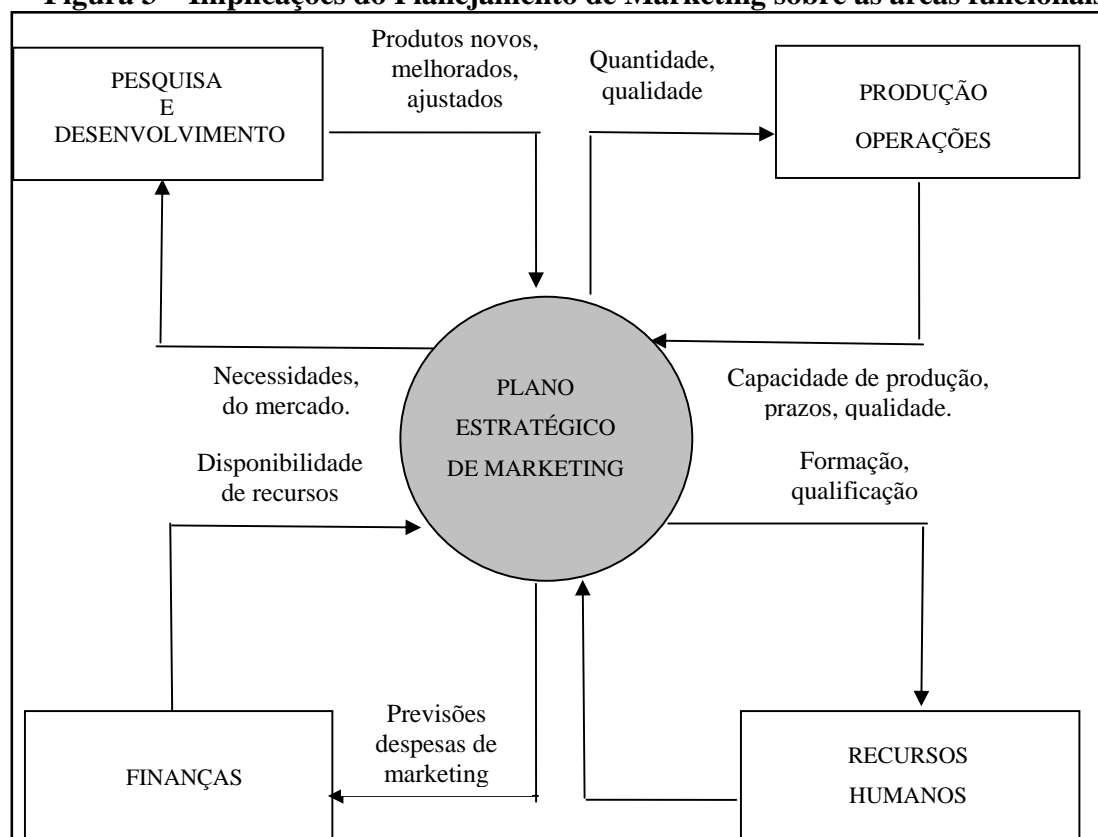 Figura 3 – Implicações do Planejamento de Marketing sobre as áreas funcionais
Produtos novos,
melhorados,
ajustados
Quantidade,
qualidade
PESQUISA
E
DESENVOLVIMENTO
PRODUÇÃO
OPERAÇÕES
Necessidades,
do mercado.
PLANO
ESTRATÉGICO
DE MARKETING
Capacidade de produção,
prazos, qualidade.
Disponibilidade
de recursos
Formação,
qualificação
Previsões
despesas de
marketing
FINANÇAS
RECURSOS
HUMANOS